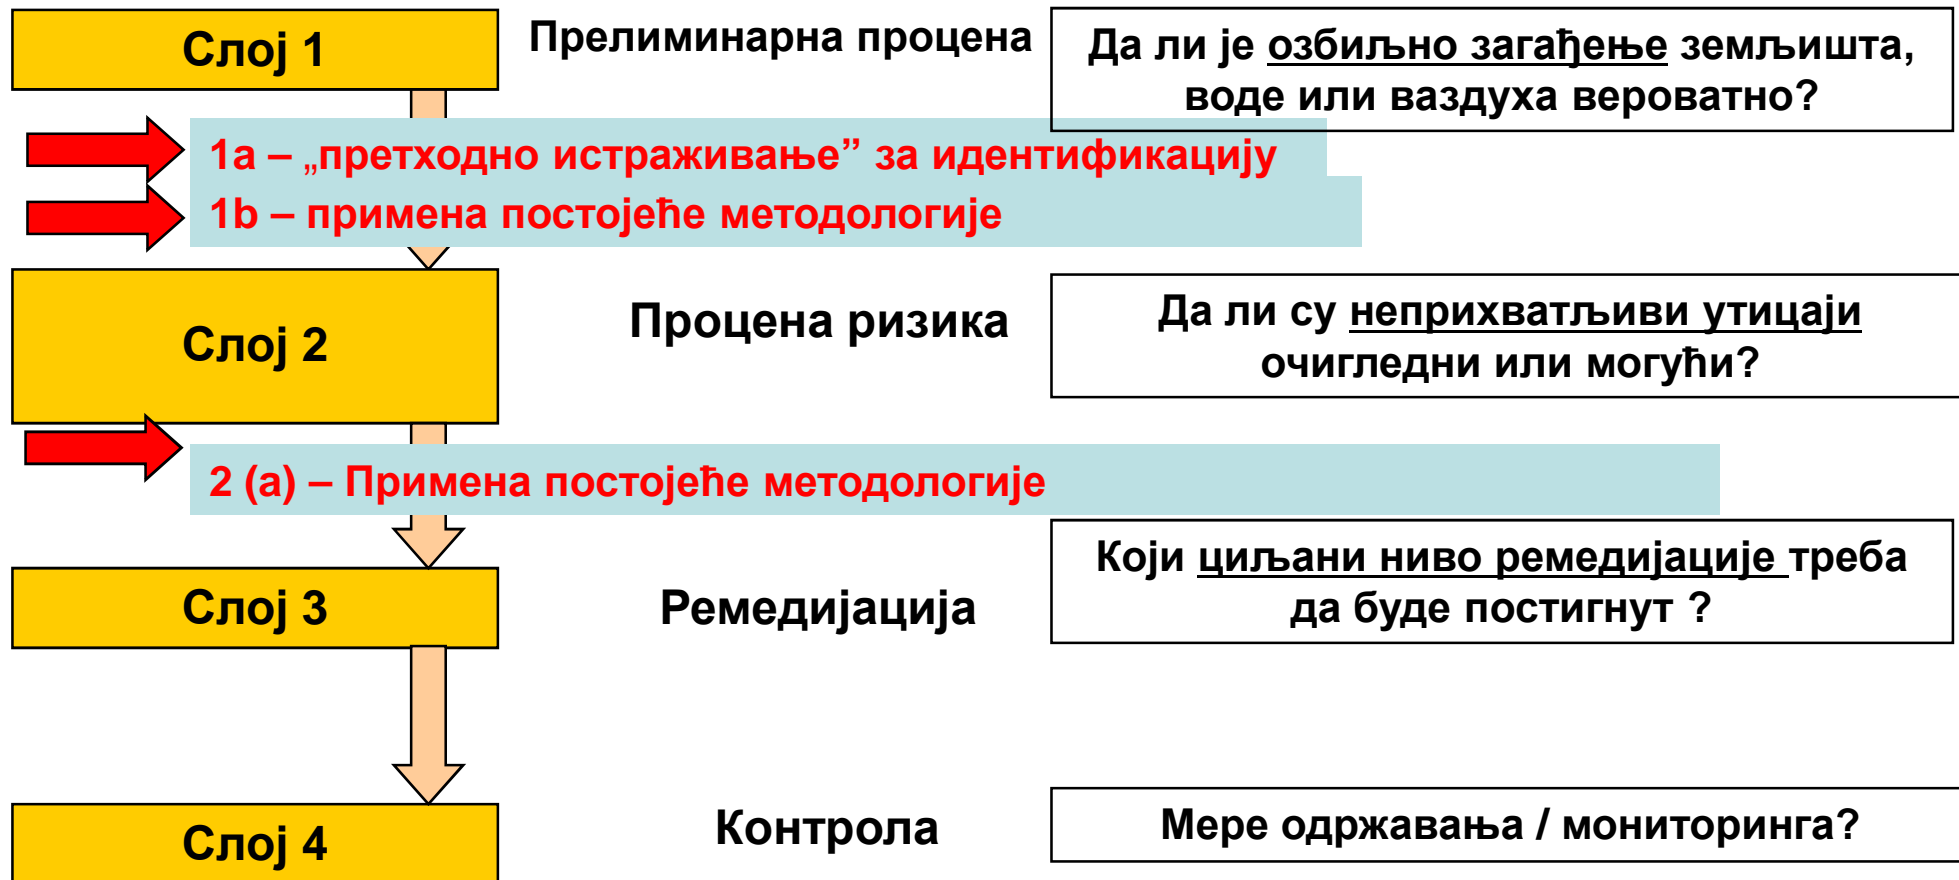 Слој 1
Прелиминарна процена
Да ли је озбиљно загађење земљишта,
воде или ваздуха вероватно?
1a – „претходно истраживање” за идентификацију
1b – примена постојеће методологије
Слој 2
Процена ризика
Да ли су неприхватљиви утицаји
очигледни или могући?
2 (a) – Примена постојеће методологије
Слој 3
Ремедијација
Који циљани ниво ремедијације треба
да буде постигнут ?
Слој 4
Контрола
Мере одржавања / мониторинга?